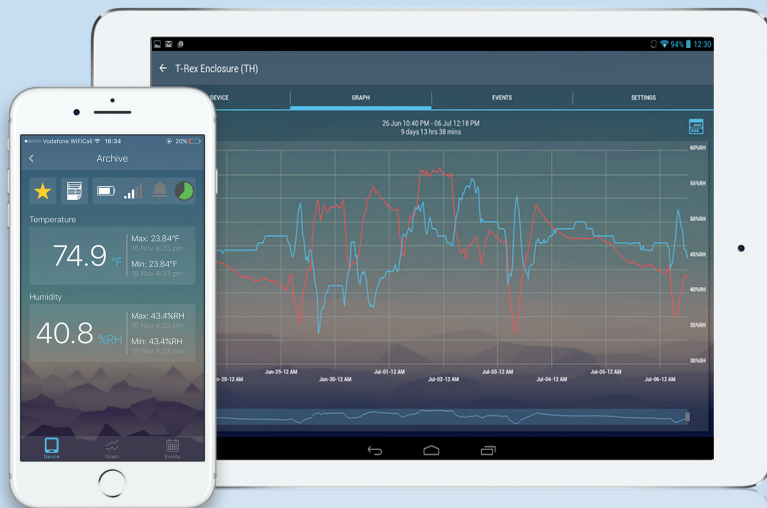 94% 12:30
T-Rex Enclosure (TH)
DEVICE GRAPH EVENTS SETTINGS
26 Jun 10:40 PM - 06 Jul 12:18 PM
9 days 13 hrs 38 mins
60%RH
55%RH
50%RH
45%RH
40%RH
35%RH
30%RH
n-28-12 AM
Jun-29-12 AM
Jun-30-12 AM
Jul-01-12 AM
Jul-02-12 AM
Jul-03-12 AM
Jul-04-12 AM
Jul-05-12 AM
Jul-06-12 AM
Vodafone WiFiCall 16:34 20%
Archive
Temperature
74.9 °F
Max: 23.84°F
16 Nov 4:33 pm
Min: 23.84°F
16 Nov 4:33 pm
Humidity
40.8 %RH
Max: 43.4%RH
16 Nov 4:33 pm
Min: 43.4%RH
16 Nov 4:33 pm
Device Graph Events